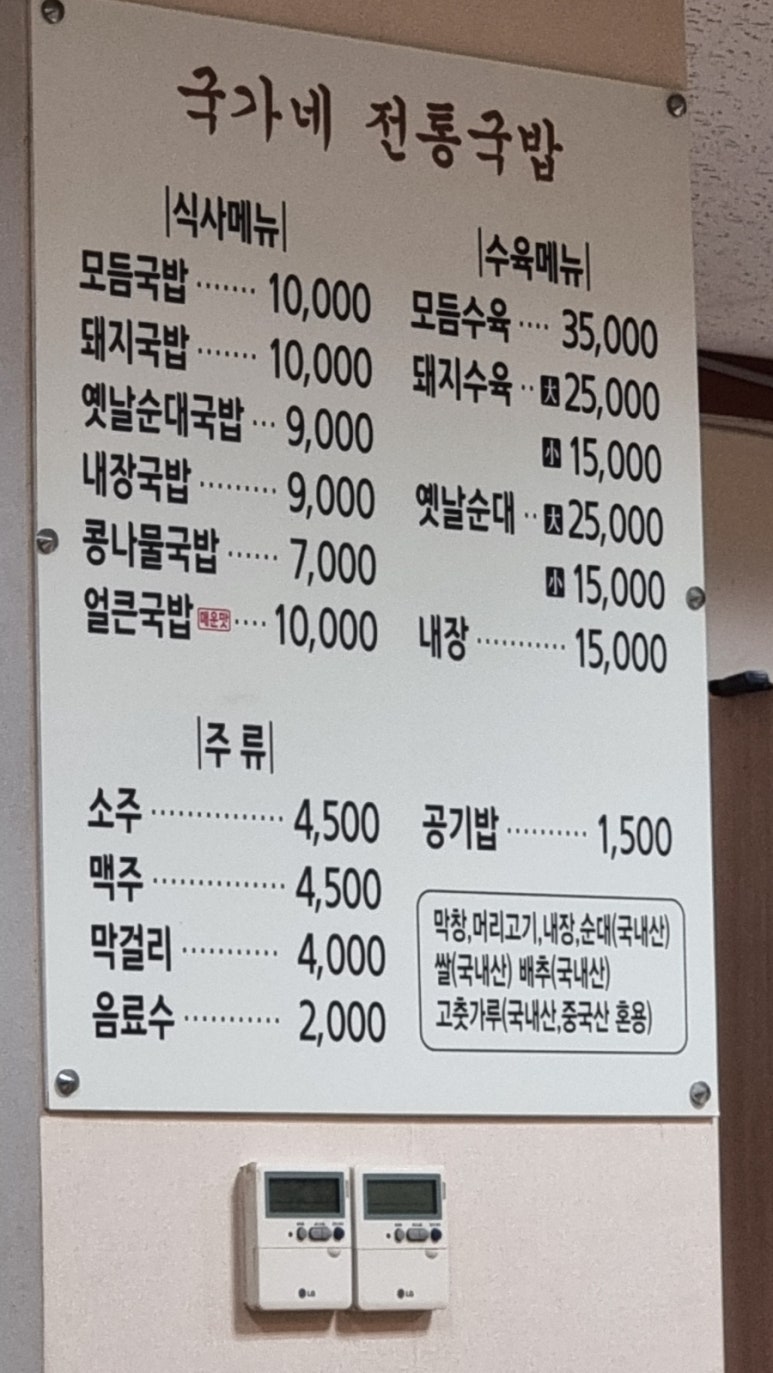 국가네 전통국밥
식사메뉴
모듬국밥 ······· 10,000
돼지국밥 ······· 10,000
옛날순대국밥 ··· 9,000
내장국밥 ········· 9,000
콩나물국밥 ······ 7,000
얼큰국밥 매운맛 ···· 10,000
수육메뉴
모듬수육 ···· 35,000
돼지수육 ·· 大 25,000
小 15,000
옛날순대 ·· 大 25,000
小 15,000
내장 ··········· 15,000
주 류
소주 ·············· 4,500
맥주 ·············· 4,500
막걸리 ·········· 4,000
음료수 ·········· 2,000
공기밥 ·········· 1,500
막창,머리고기,내장,순대(국내산)
쌀(국내산) 배추(국내산)
고춧가루(국내산,중국산 혼용)
LG
LG